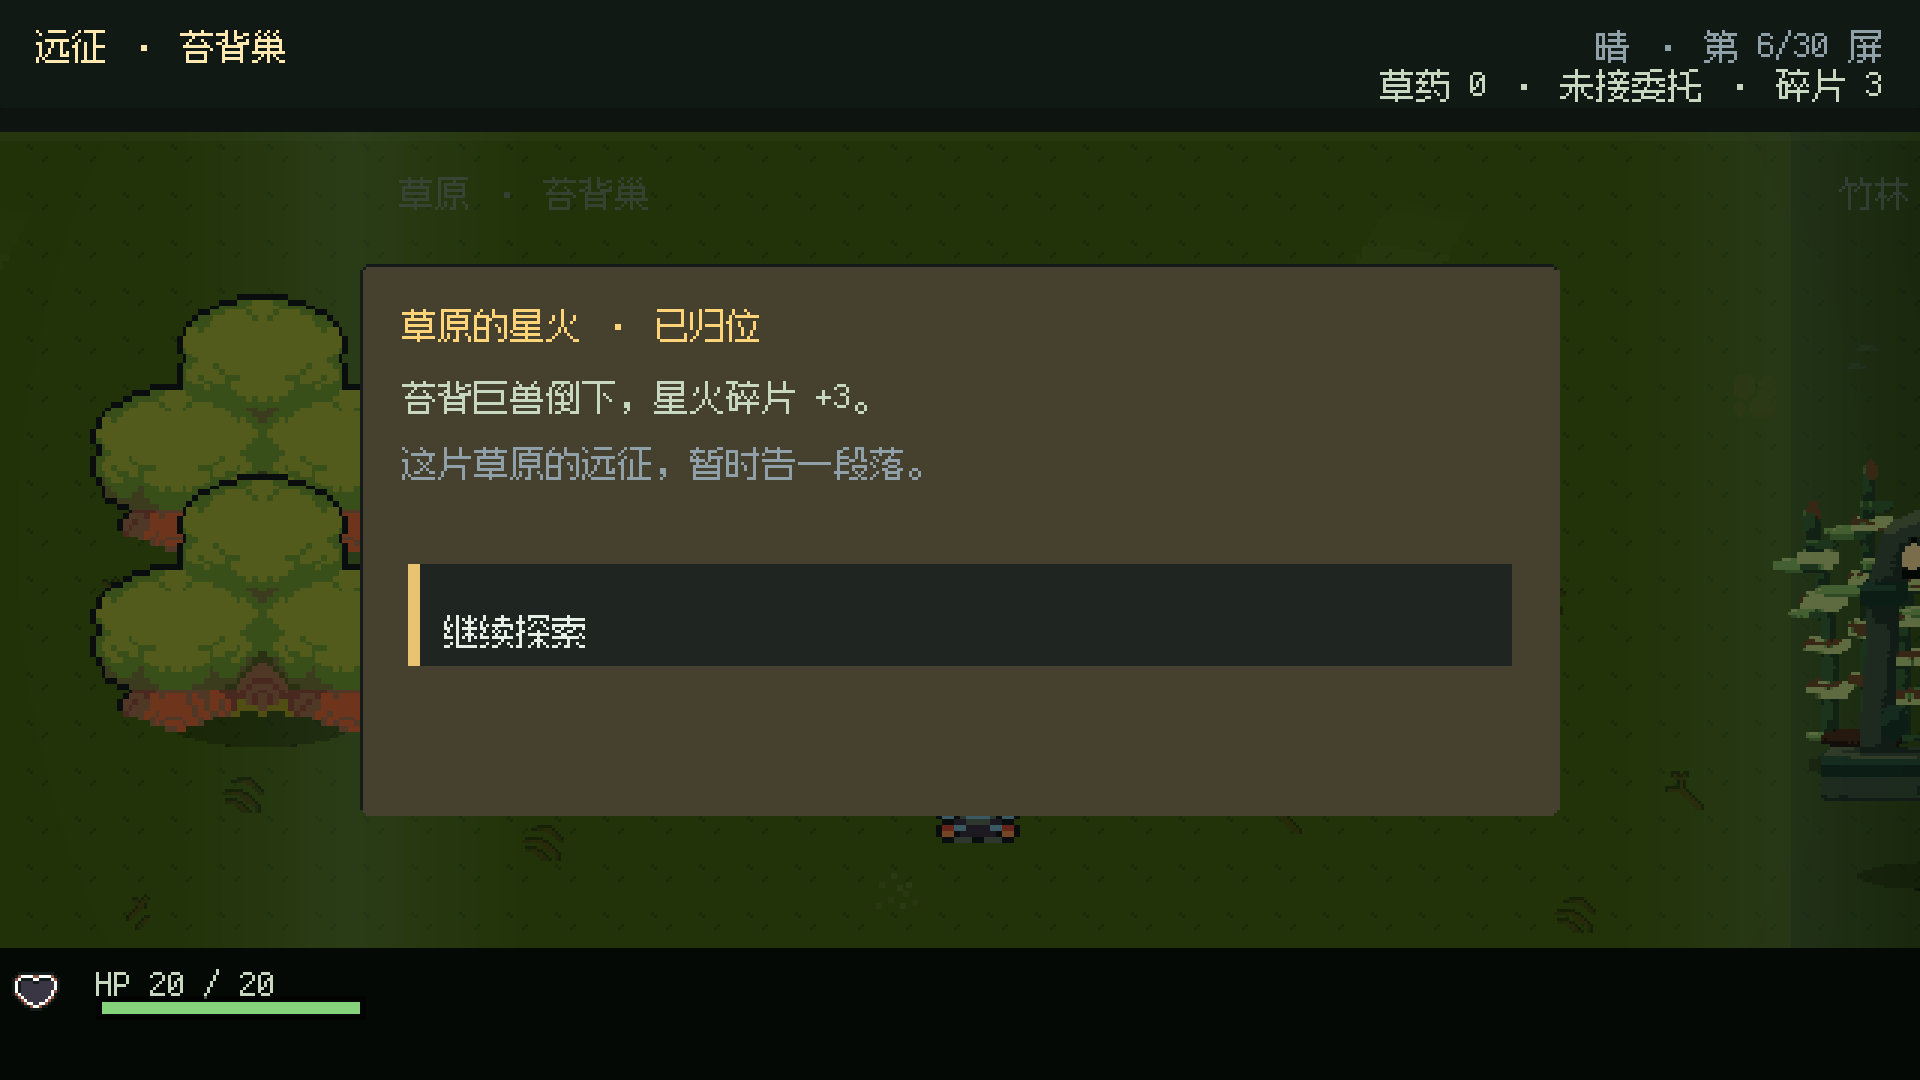 远征 · 苔背巢
晴 · 第 6/30 屏
草药 0 · 未接委托 · 碎片 3
草原 · 苔背巢
竹林
草原的星火 · 已归位
苔背巨兽倒下，星火碎片 +3。
这片草原的远征，暂时告一段落。
继续探索
HP 20 / 20